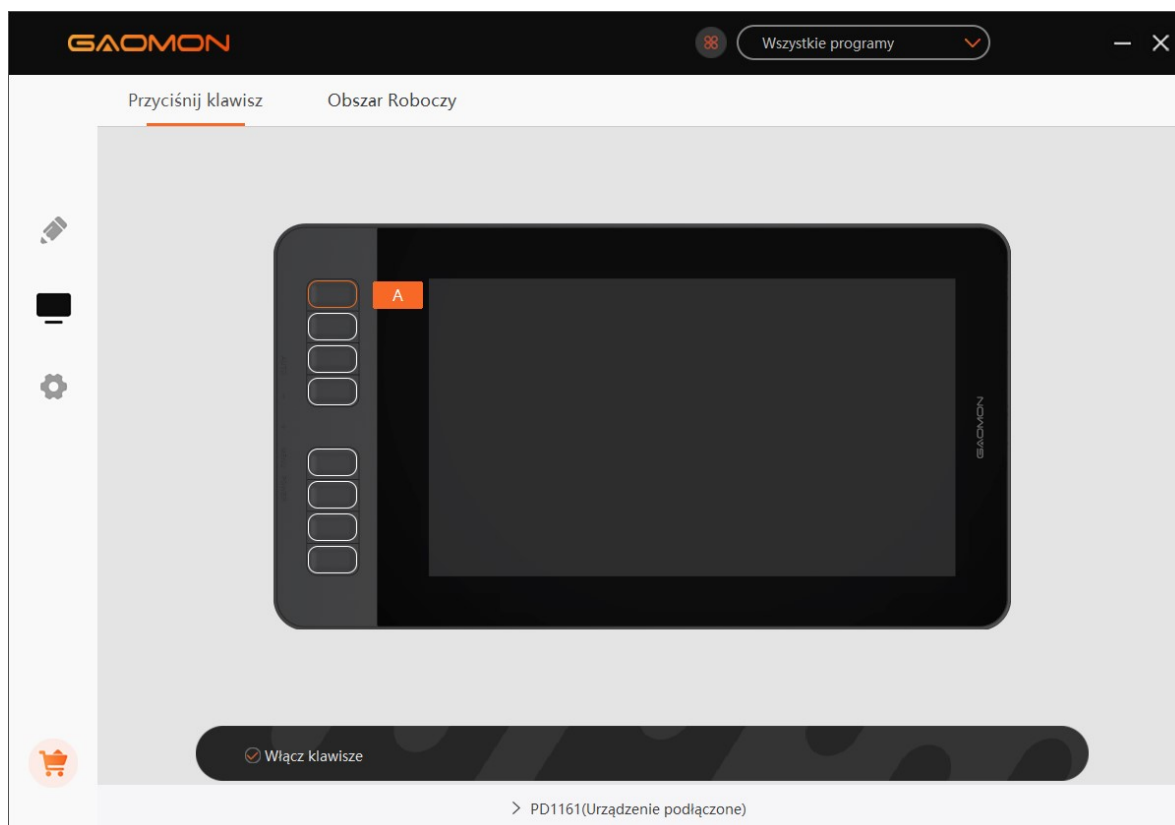 GAOMON
Wszystkie programy
Przyciśnij klawisz
Obszar Roboczy
A
GAOMON
Włącz klawisze
PD1161(Urządzenie podłączone)